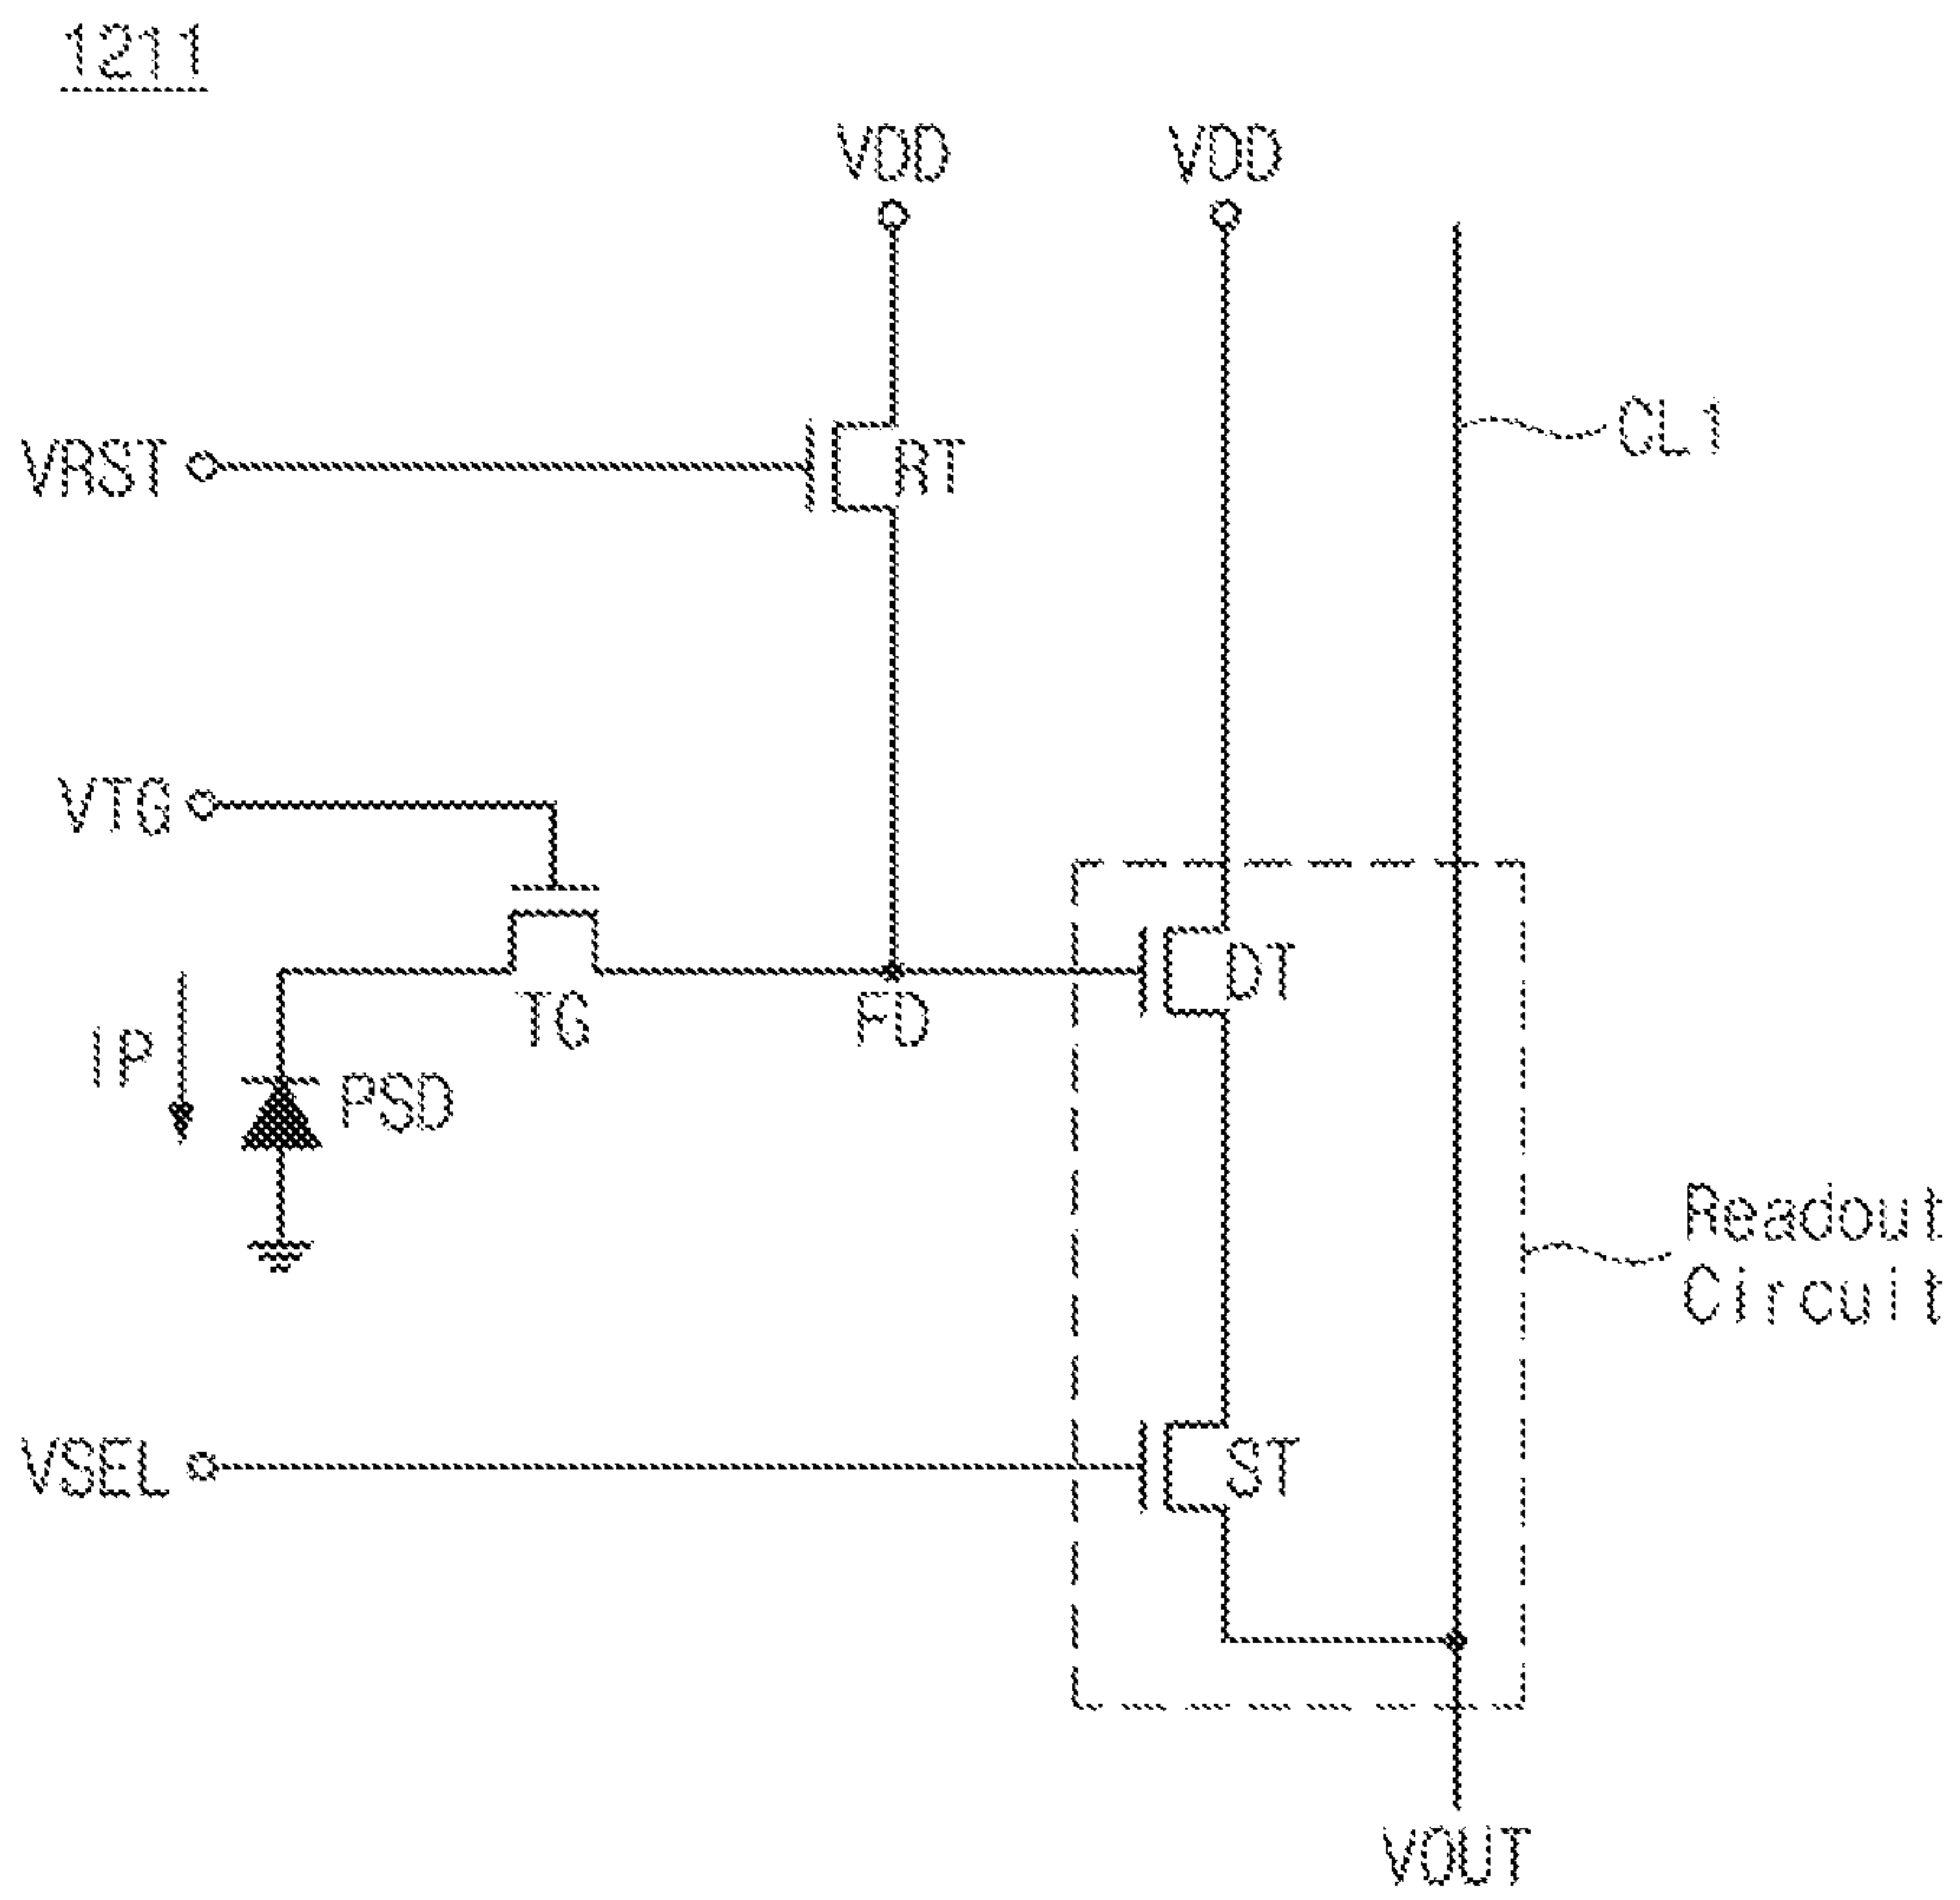 1211
VDD
VDD
CL1
VRST
RT
VTG
DT
TG
FD
IP
PSD
Readout
Circuit
VSEL
ST
VOUT